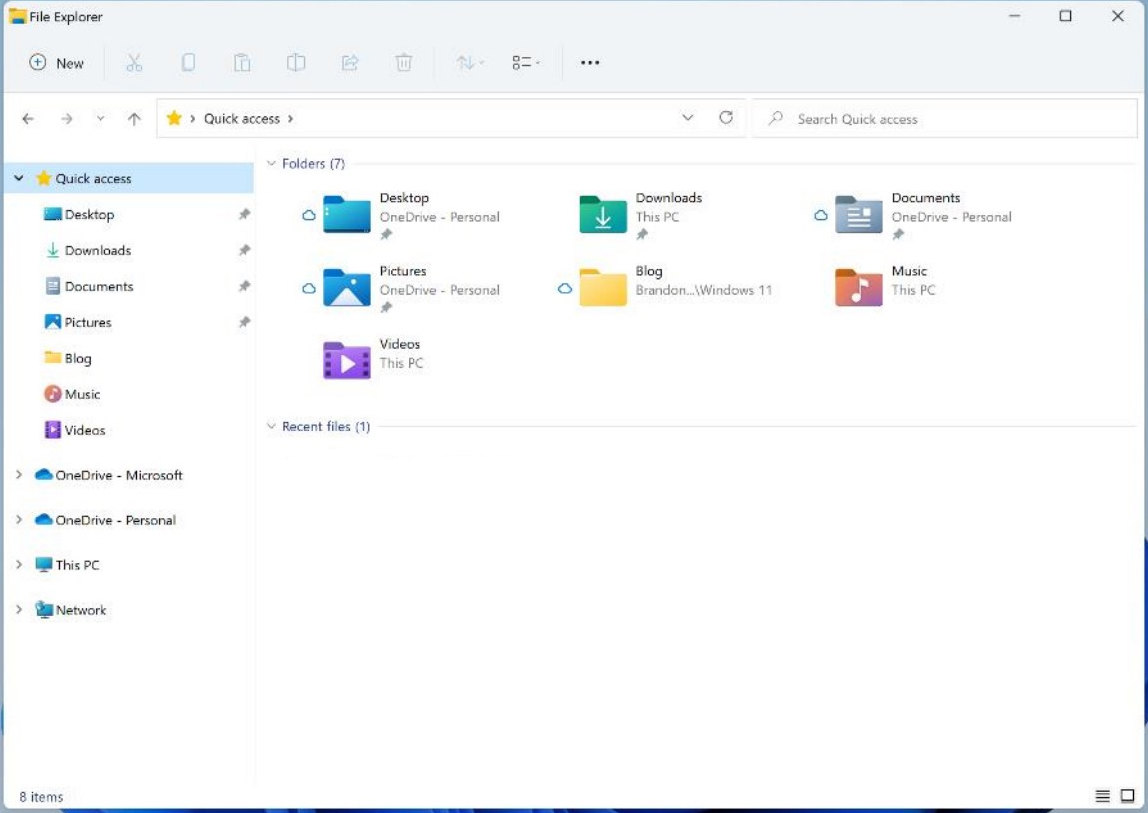 File Explorer
New
Quick access
Search Quick access
Quick access
Desktop
Downloads
Documents
Pictures
Blog
Music
Videos
OneDrive - Microsoft
OneDrive - Personal
This PC
Network
Folders (7)
Desktop
OneDrive - Personal
Downloads
This PC
Documents
OneDrive - Personal
Pictures
OneDrive - Personal
Blog
Brandon...\Windows 11
Music
This PC
Videos
This PC
Recent files (1)
8 items